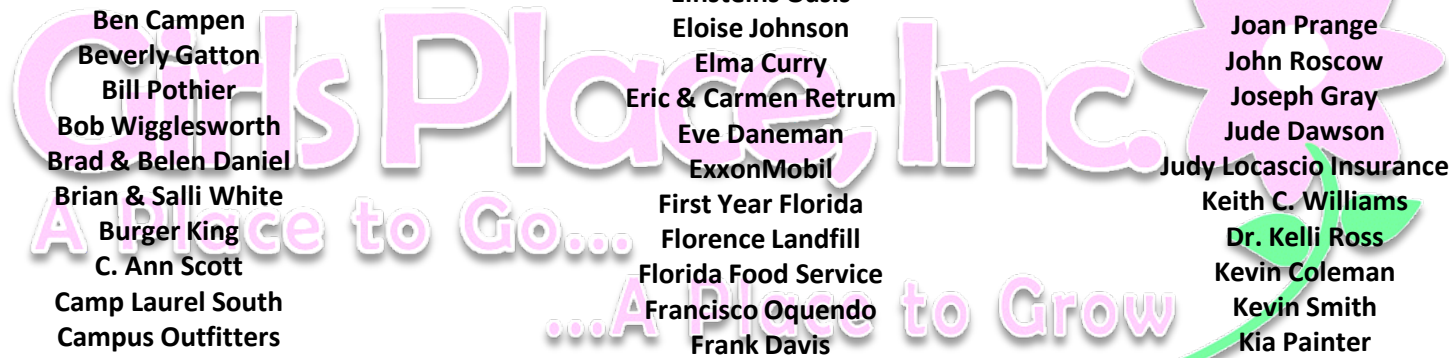 Ben Campen
Beverly Gatton
Bill Pothier
Bob Wigglesworth
Brad & Belen Daniel
Brian & Salli White
Burger King
C. Ann Scott
Camp Laurel South
Campus Outfitters
Einsteins Oasis
Eloise Johnson
Elma Curry
Eric & Carmen Retrum
Eve Daneman
ExxonMobil
First Year Florida
Florence Landfill
Florida Food Service
Francisco Oquendo
Frank Davis
Joan Prange
John Roscow
Joseph Gray
Jude Dawson
Judy Locascio Insurance
Keith C. Williams
Dr. Kelli Ross
Kevin Coleman
Kevin Smith
Kia Painter
Girls Place, Inc.
A Place to Go...
...A Place to Grow